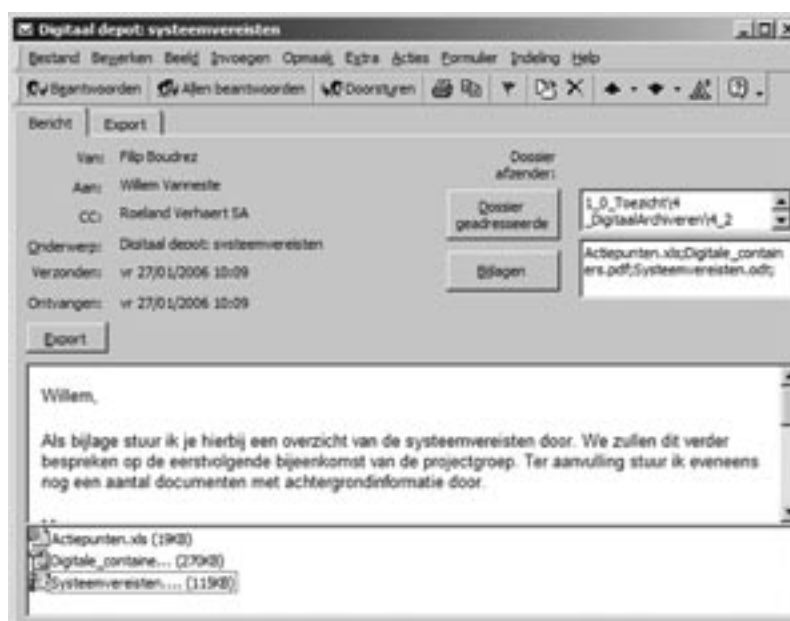 Digitaal depot: systeemvereisten
Bestand Bewerken Beeld Invoegen Opmaak Extra Acties Formulier Indeling Help
Beantwoorden Allen beantwoorden Doorsturen
Bericht Export
Van: Filip Boudrez
Aan: Willem Vanneste
CC: Roeland Verhaert SA
Onderwerp: Digitaal depot: systeemvereisten
Verzonden: vr 27/01/2006 10:09
Ontvangen: vr 27/01/2006 10:09
Dossier
afzender:
Dossier
geadresseerde
1_0_Toezicht\4
_DigitaalArchiveren\4_2
Bijlagen
Actiepunten.xls;Digitale_contain
ers.pdf;Systeemvereisten.odt;
Export
Willem,
Als bijlage stuur ik je hierbij een overzicht van de systeemvereisten door. We zullen dit verder
bespreken op de eerstvolgende bijeenkomst van de projectgroep. Ter aanvulling stuur ik eveneens
nog een aantal documenten met achtergrondinformatie door.
Actiepunten.xls (19KB)
Digitale_containe... (270KB)
Systeemvereisten.... (115KB)